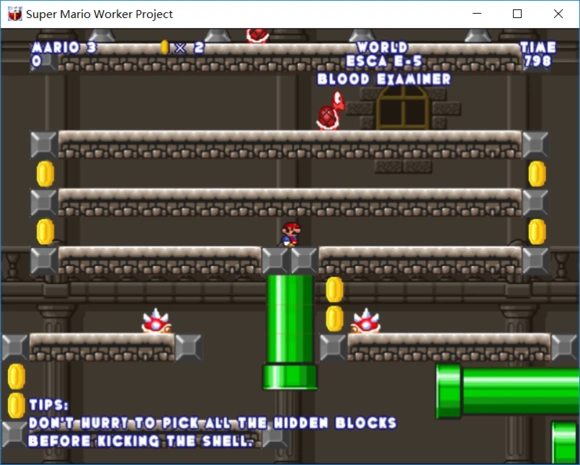 Super Mario Worker Project
MARIO 3 × 2 WORLD TIME
0 ESCA E-5 798
BLOOD EXAMINER
TIPS:
DON'T HURRY TO PICK ALL THE HIDDEN BLOCKS
BEFORE KICKING THE SHELL.